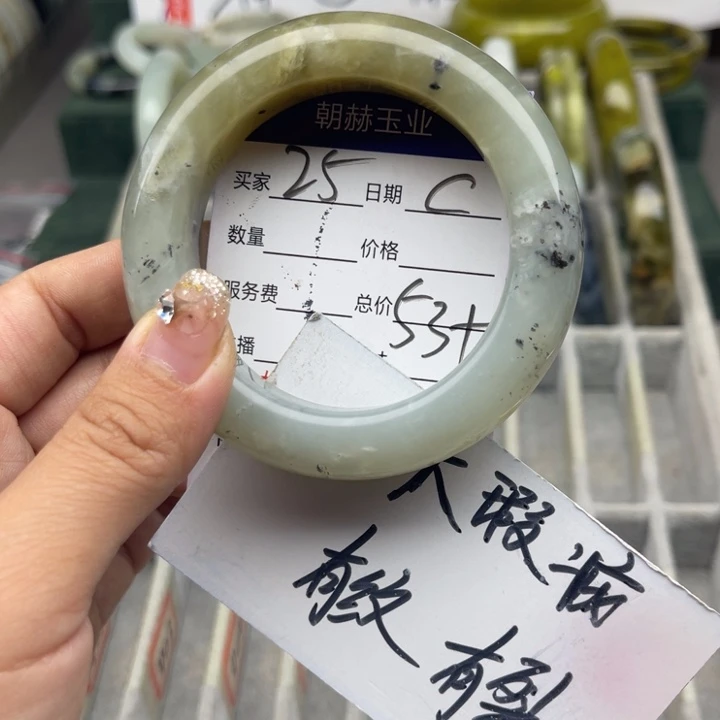 朝赫玉业
买家 25 日期 C
数量 价格
服务费 总价 53+
播
大瑕疵
有纹 有裂